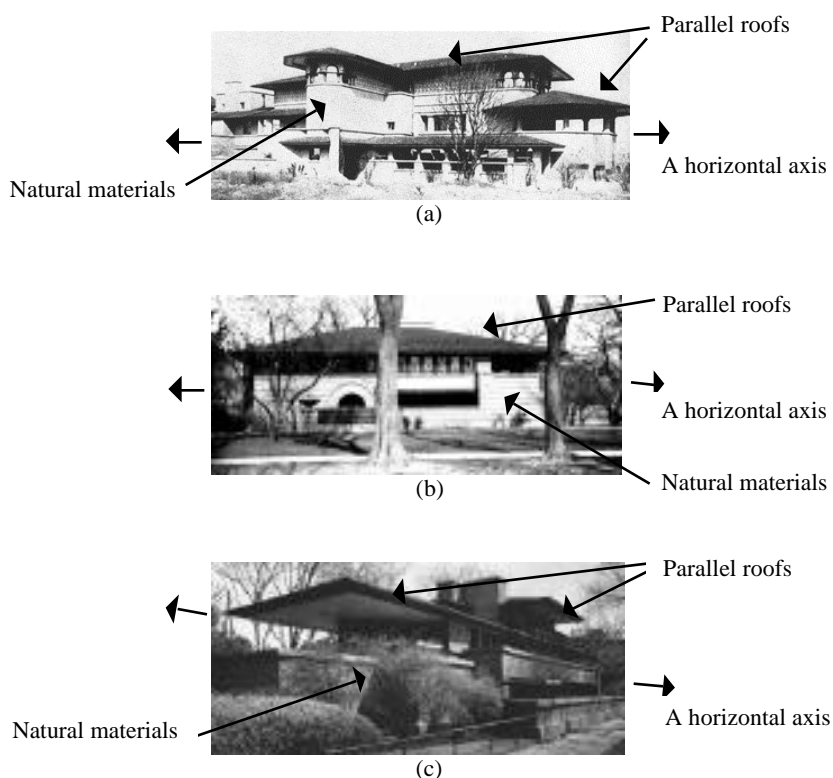 Parallel roofs
A horizontal axis
Natural materials
(a)
Parallel roofs
A horizontal axis
Natural materials
(b)
Parallel roofs
A horizontal axis
Natural materials
(c)